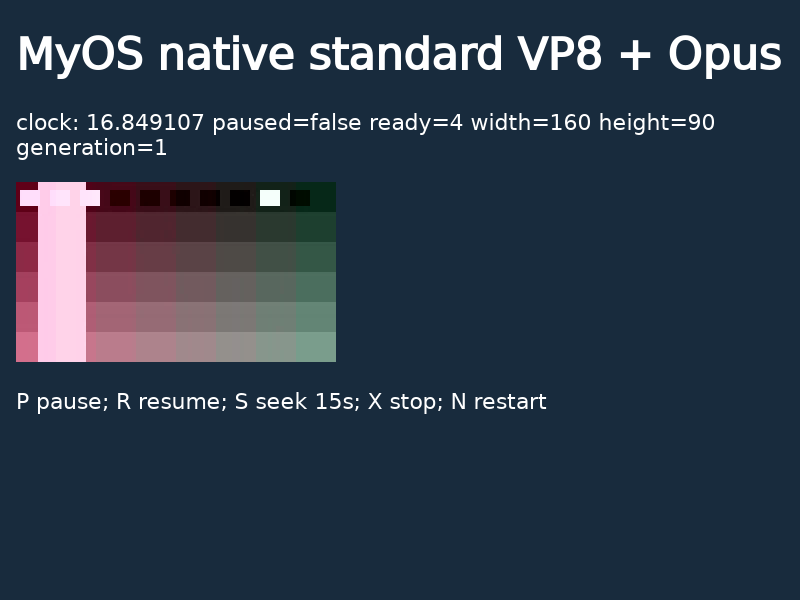 MyOS native standard VP8 + Opus
clock: 16.849107 paused=false ready=4 width=160 height=90
generation=1
P pause; R resume; S seek 15s; X stop; N restart